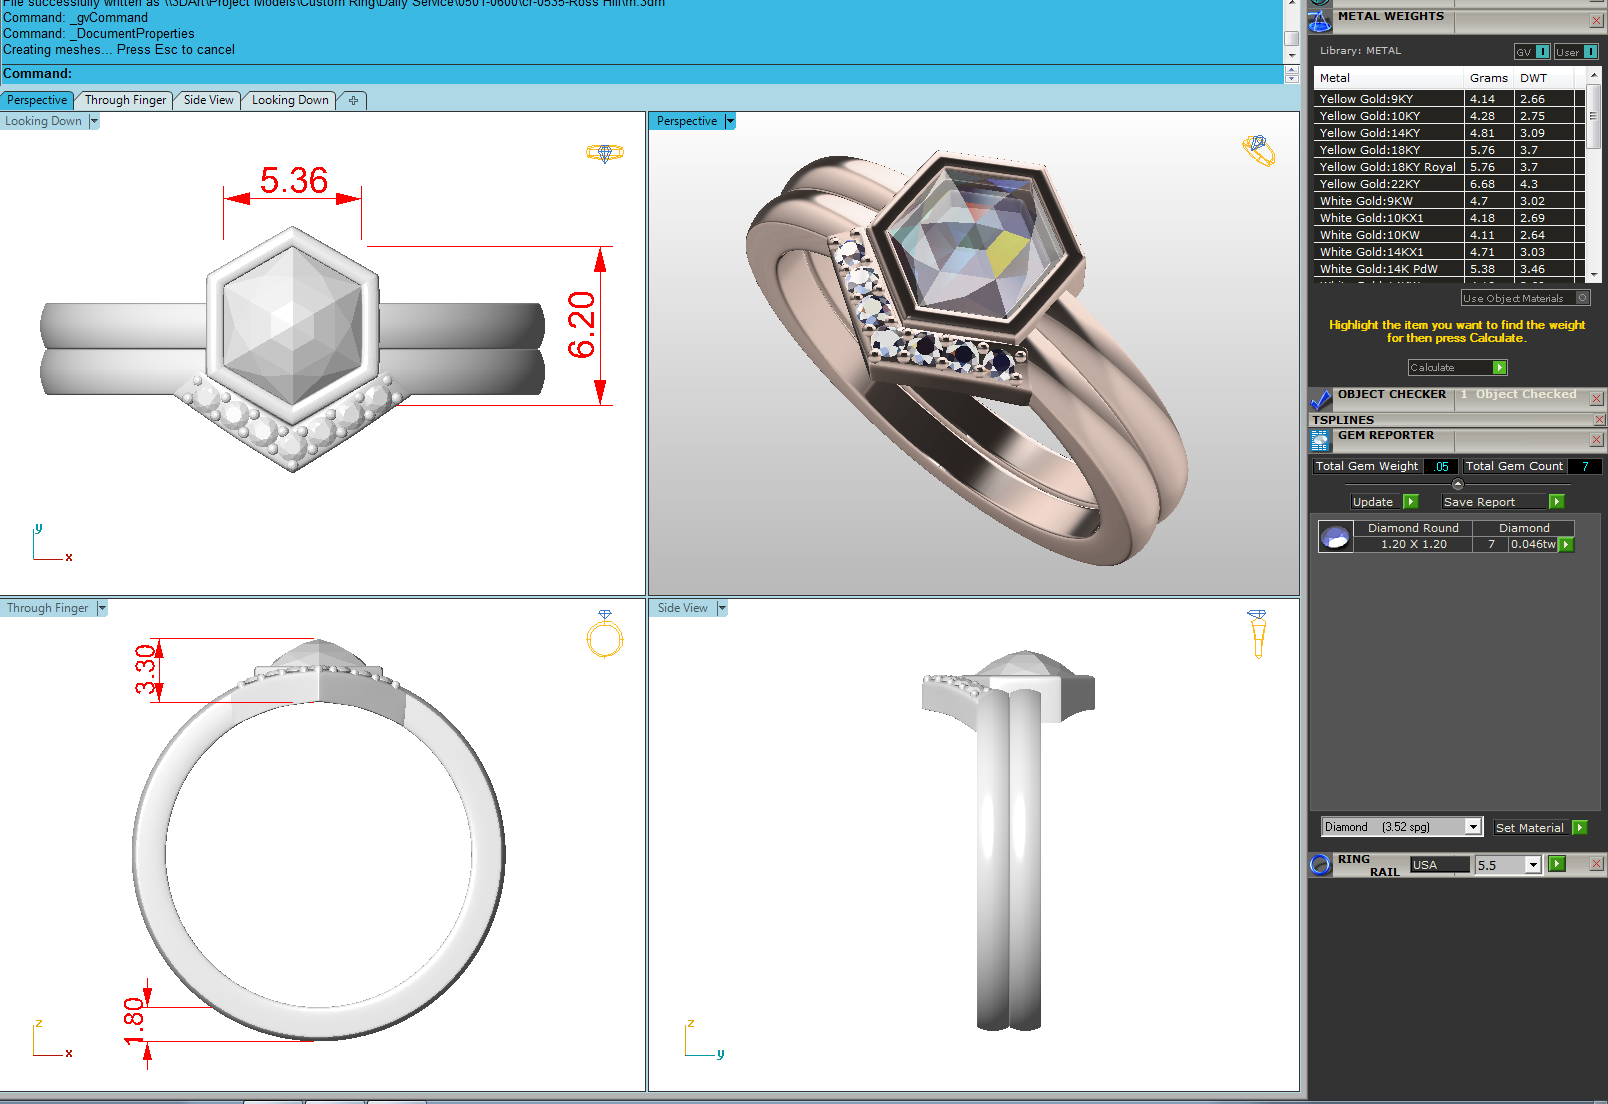 File successfully written as \\3DArt\Project Models\Custom Ring\Daily Service\0501-0600\cr-0535-Ross Hill\m.3dm
Command: _gvCommand
Command: _DocumentProperties
Creating meshes... Press Esc to cancel
Command:
Perspective Through Finger Side View Looking Down
Looking Down
5.36
6.20
y
x
Perspective
Through Finger
3.30
1.80
z
x
Side View
z
y
METAL WEIGHTS
Library: METAL GV I User I
Metal Grams DWT
Yellow Gold:9KY 4.14 2.66
Yellow Gold:10KY 4.28 2.75
Yellow Gold:14KY 4.81 3.09
Yellow Gold:18KY 5.76 3.7
Yellow Gold:18KY Royal 5.76 3.7
Yellow Gold:22KY 6.68 4.3
White Gold:9KW 4.7 3.02
White Gold:10KX1 4.18 2.69
White Gold:10KW 4.11 2.64
White Gold:14KX1 4.71 3.03
White Gold:14K PdW 5.38 3.46
Use Object Materials O
Highlight the item you want to find the weight
for then press Calculate.
Calculate
OBJECT CHECKER 1 Object Checked
TSPLINES
GEM REPORTER
Total Gem Weight .05 Total Gem Count 7
Update Save Report
Diamond Round Diamond
1.20 X 1.20 7 0.046tw
Diamond (3.52 spg) Set Material
RING
RAIL USA 5.5